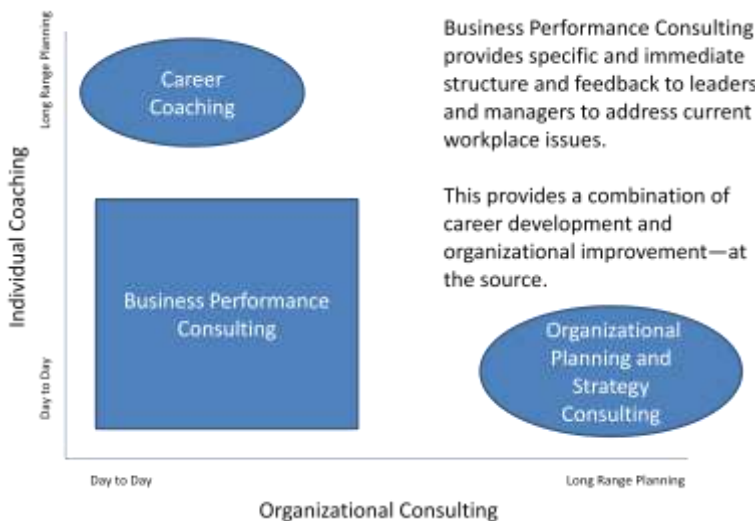 Business Performance Consulting
provides specific and immediate
structure and feedback to leaders
and managers to address current
workplace issues.
This provides a combination of
career development and
organizational improvement—at
the source.
Long Range Planning
Career
Coaching
Individual Coaching
Business Performance
Consulting
Organizational
Planning and
Strategy
Consulting
Day to Day
Day to Day
Long Range Planning
Organizational Consulting